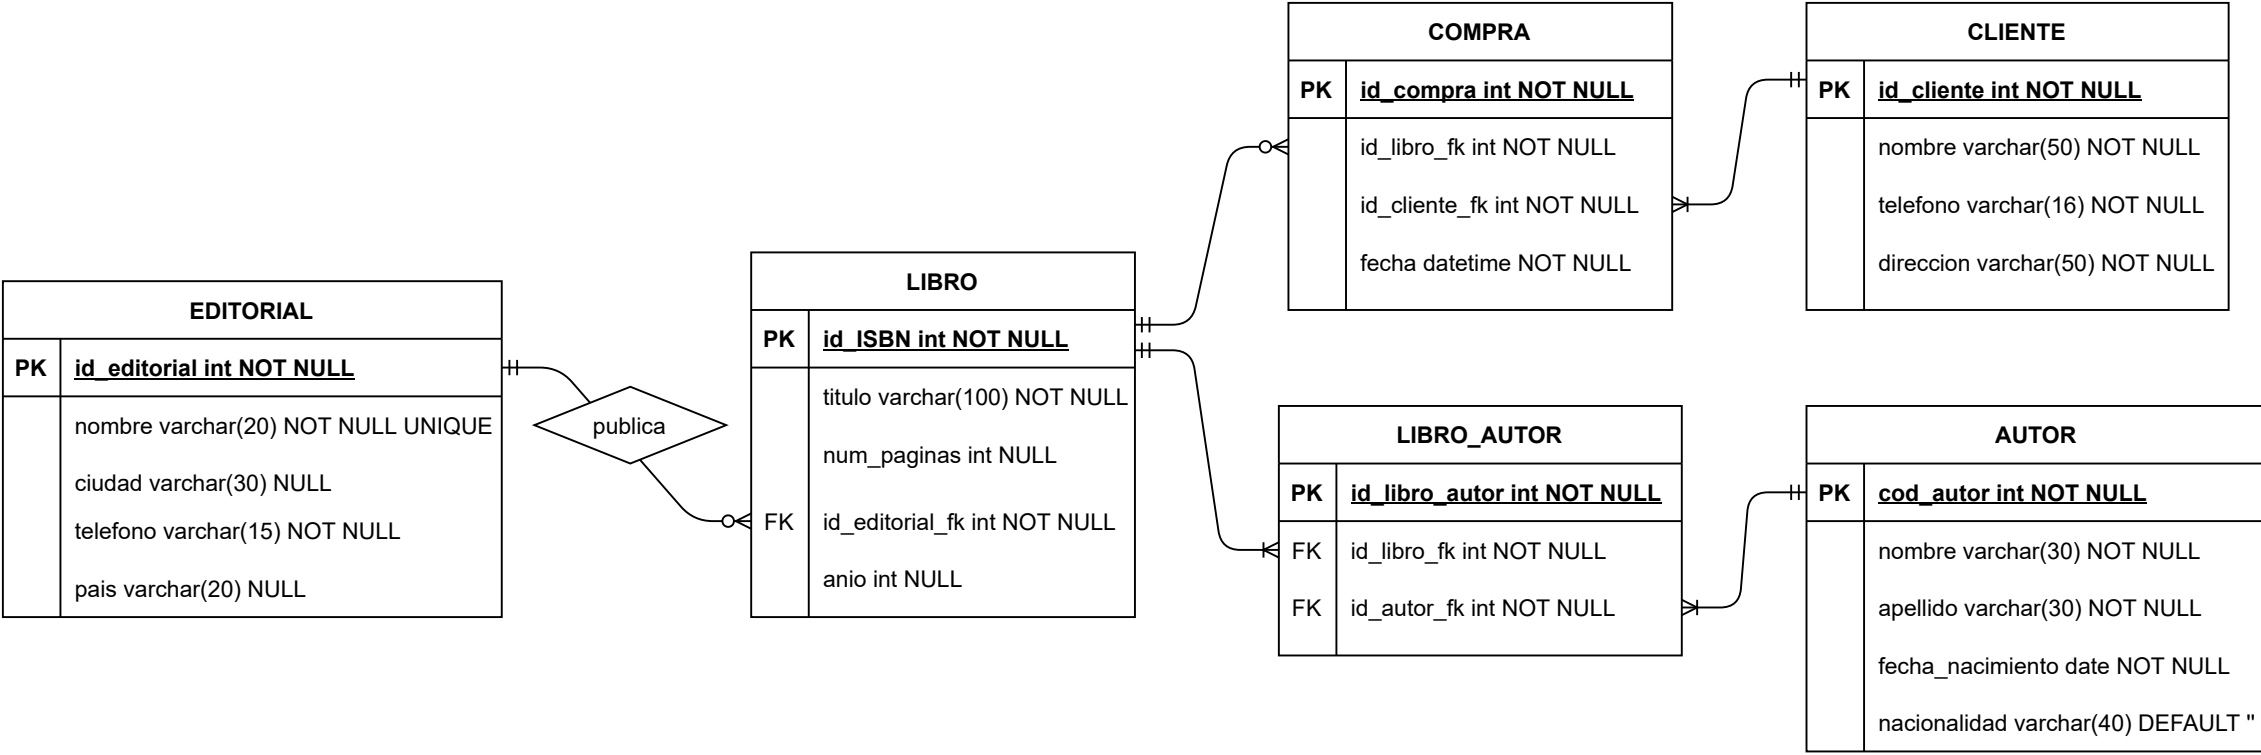 COMPRA
PK id_compra int NOT NULL
id_libro_fk int NOT NULL
id_cliente_fk int NOT NULL
fecha datetime NOT NULL
CLIENTE
PK id_cliente int NOT NULL
nombre varchar(50) NOT NULL
telefono varchar(16) NOT NULL
direccion varchar(50) NOT NULL
EDITORIAL
PK id_editorial int NOT NULL
nombre varchar(20) NOT NULL UNIQUE
ciudad varchar(30) NULL
telefono varchar(15) NOT NULL
pais varchar(20) NULL
publica
LIBRO
PK id_ISBN int NOT NULL
titulo varchar(100) NOT NULL
num_paginas int NULL
FK id_editorial_fk int NOT NULL
anio int NULL
LIBRO_AUTOR
PK id_libro_autor int NOT NULL
FK id_libro_fk int NOT NULL
FK id_autor_fk int NOT NULL
AUTOR
PK cod_autor int NOT NULL
nombre varchar(30) NOT NULL
apellido varchar(30) NOT NULL
fecha_nacimiento date NOT NULL
nacionalidad varchar(40) DEFAULT ''